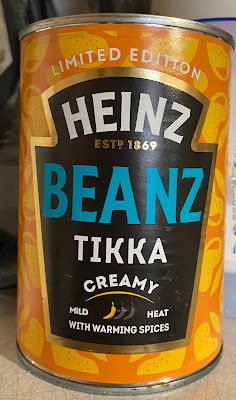 LIMITED EDITION
HEINZ
ESTD 1869
BEANZ
TIKKA
CREAMY
MILD HEAT
WITH WARMING SPICES